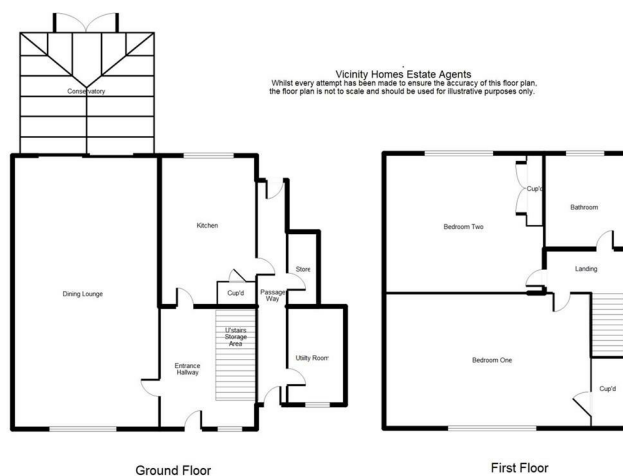 Vicinity Homes Estate Agents
Whilst every attempt has been made to ensure the accuracy of this floor plan,
the floor plan is not to scale and should be used for illustrative purposes only.
Conservatory
Kitchen
Dining Lounge
Cup'd
Store
Passage
Way
U'stairs
Storage
Area
Entrance
Hallway
Utilty Room
Ground Floor
Cup'd
Bedroom Two
Bathroom
Landing
Bedroom One
Cup'd
First Floor